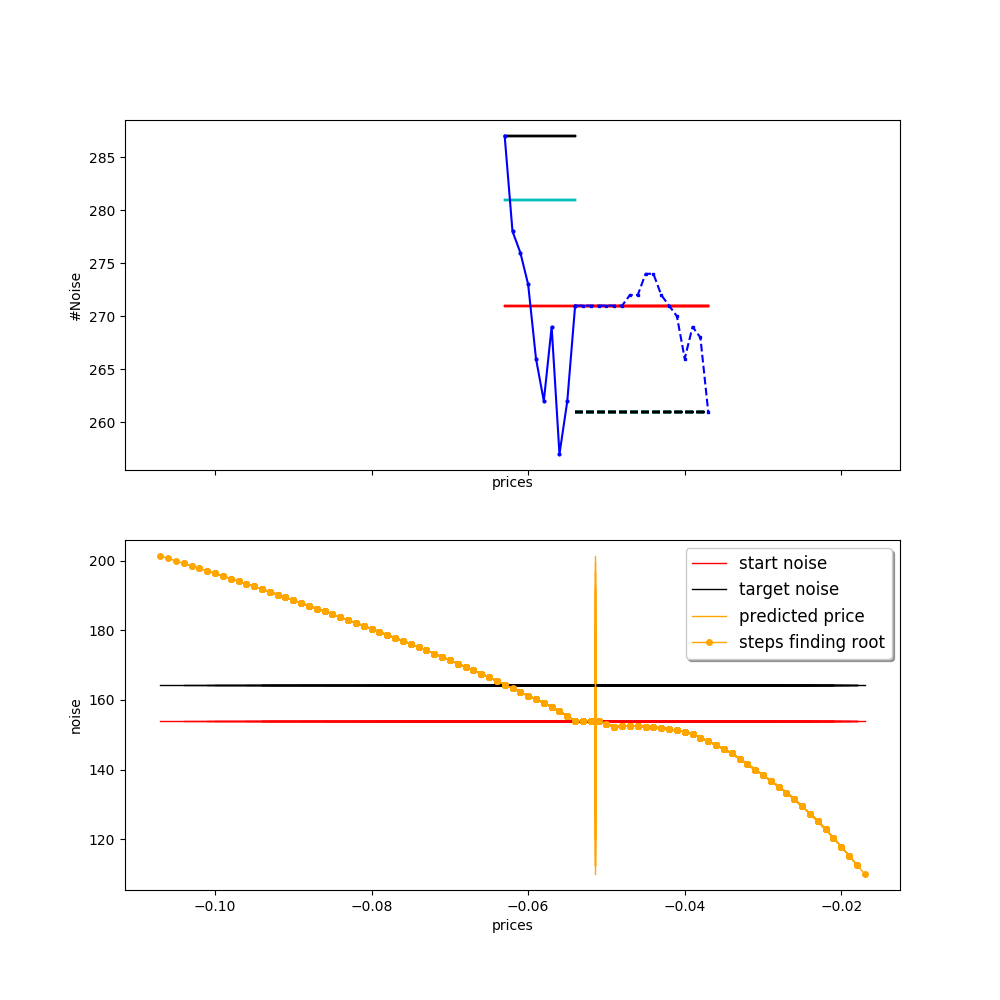 285
280
275
270
265
260
#Noise
prices
200
180
160
140
120
noise
start noise
target noise
predicted price
steps finding root
−0.10
−0.08
−0.06
−0.04
−0.02
prices